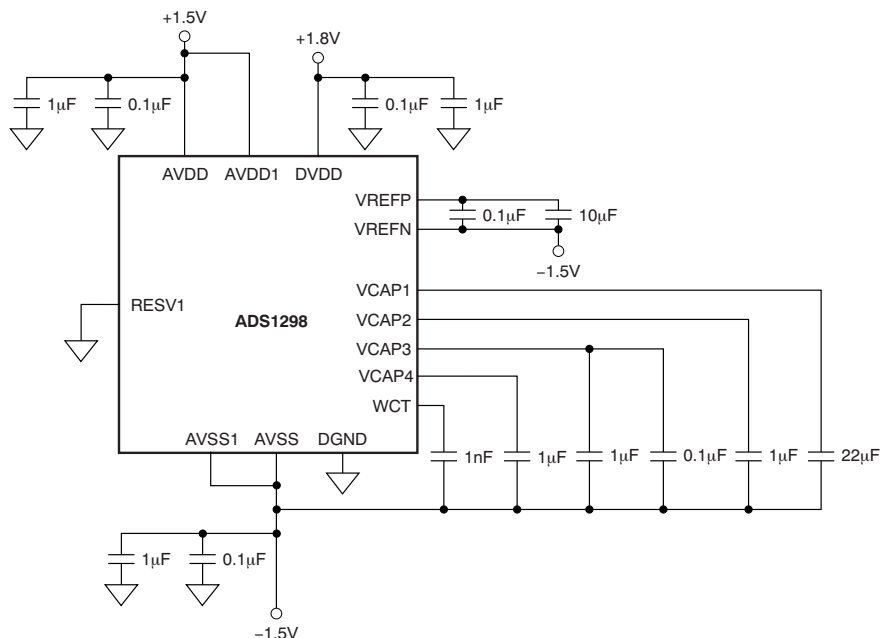 +1.5V
+1.8V
1μF
0.1μF
0.1μF
1μF
AVDD
AVDD1
DVDD
VREFP
0.1μF
10μF
VREFN
−1.5V
VCAP1
RESV1
ADS1298
VCAP2
VCAP3
VCAP4
WCT
AVSS1
AVSS
DGND
1nF
1μF
1μF
0.1μF
1μF
22μF
1μF
0.1μF
−1.5V